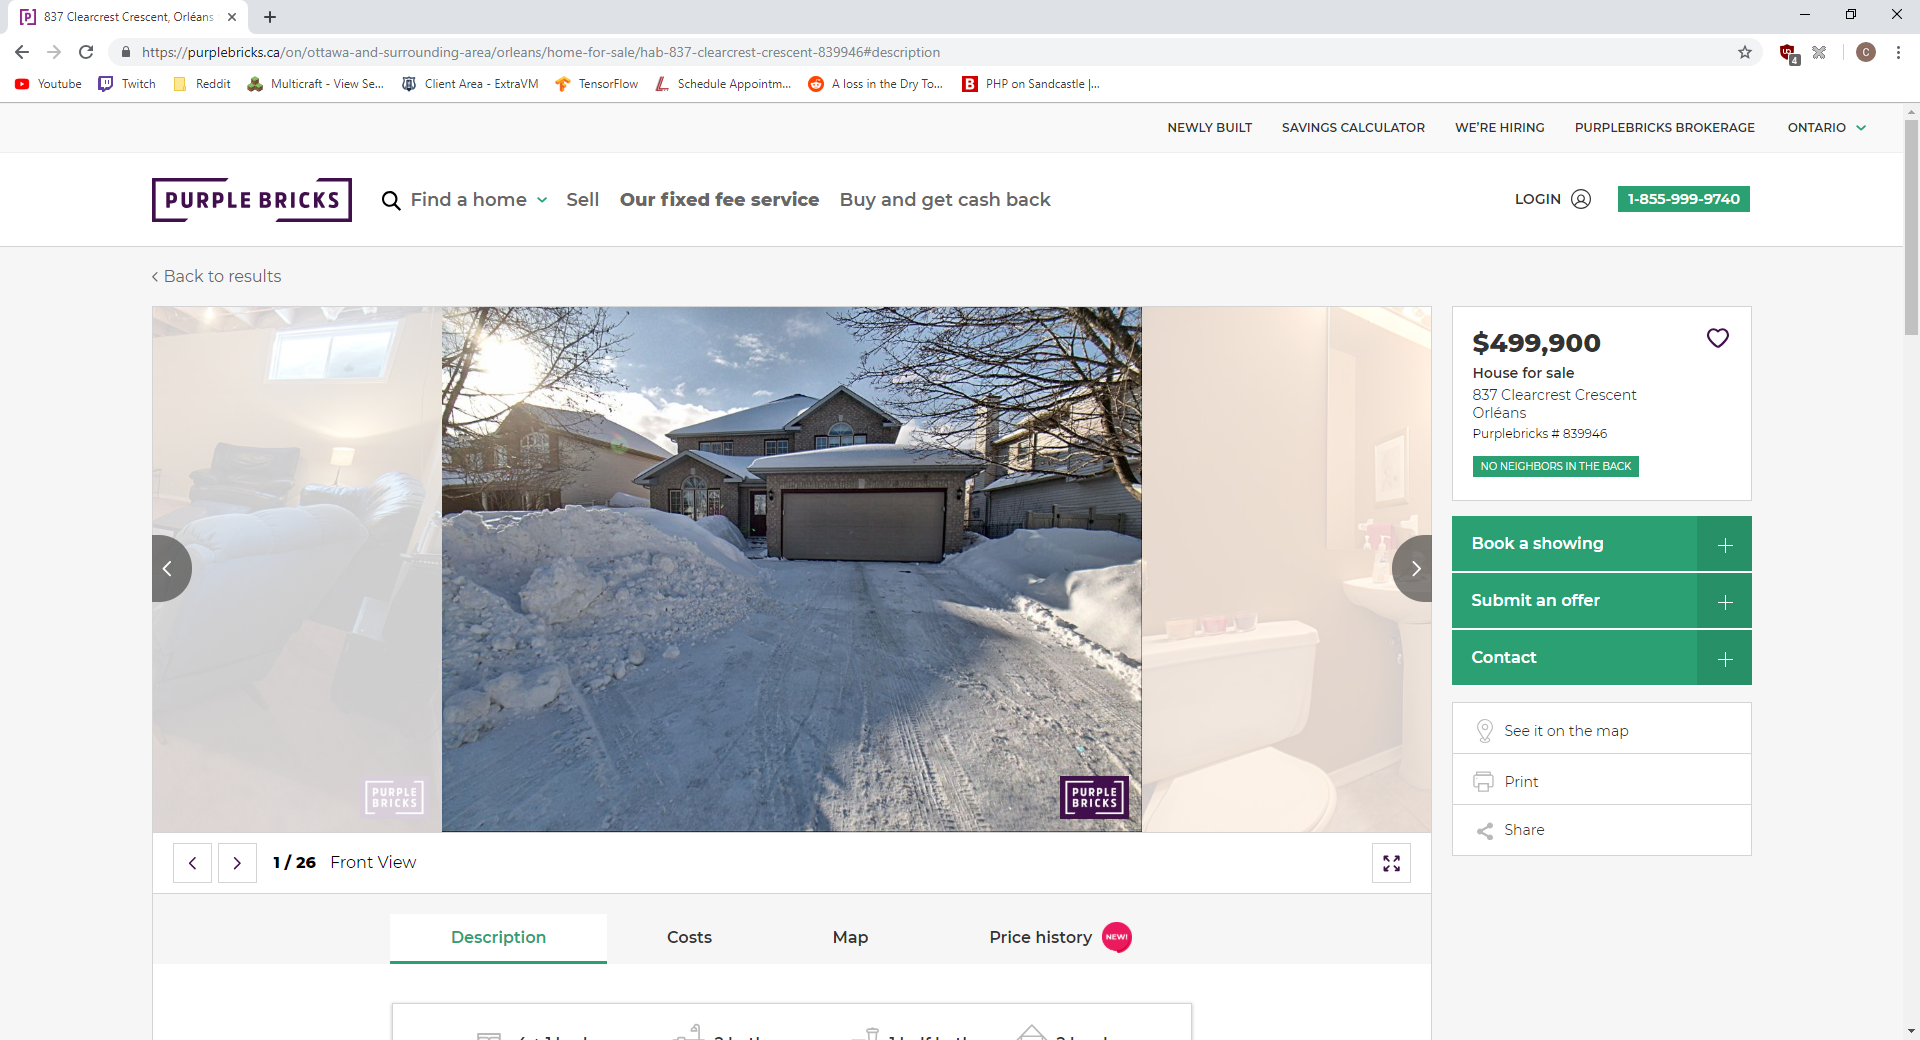 837 Clearcrest Crescent, Orléans
https://purplebricks.ca/on/ottawa-and-surrounding-area/orleans/home-for-sale/hab-837-clearcrest-crescent-839946#description
4
C
Youtube
Twitch
Reddit
Multicraft - View Se...
Client Area - ExtraVM
TensorFlow
Schedule Appointm...
A loss in the Dry To...
PHP on Sandcastle |...
NEWLY BUILT
SAVINGS CALCULATOR
WE'RE HIRING
PURPLEBRICKS BROKERAGE
ONTARIO
PURPLE BRICKS
Find a home
Sell
Our fixed fee service
Buy and get cash back
LOGIN
1-855-999-9740
Back to results
$499,900
House for sale
837 Clearcrest Crescent
Orléans
Purplebricks # 839946
NO NEIGHBORS IN THE BACK
Book a showing
Submit an offer
Contact
See it on the map
Print
Share
PURPLE
BRICKS
PURPLE
BRICKS
1 / 26 Front View
Description
Costs
Map
Price history
NEW!